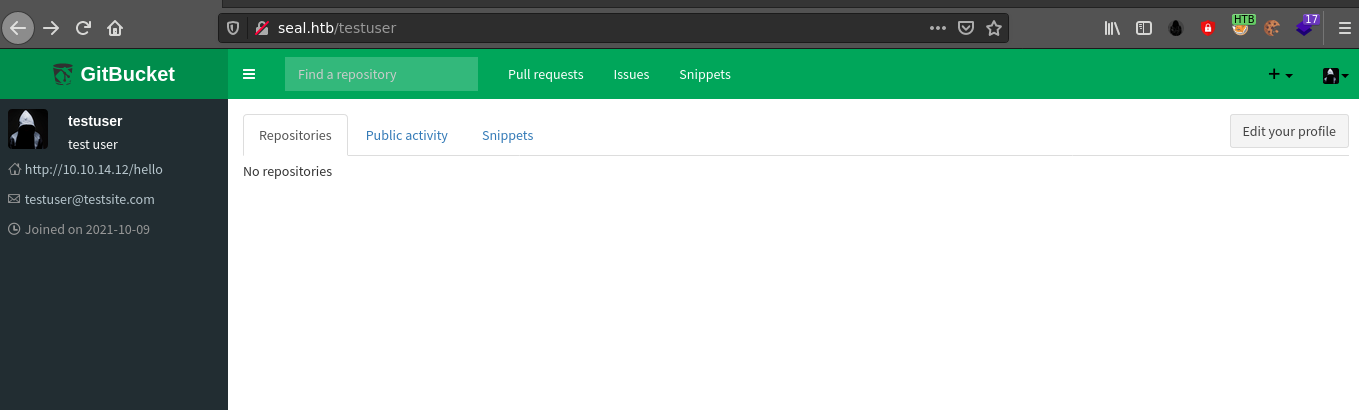 seal.htb/testuser
HTB
17
GitBucket
Find a repository
Pull requests
Issues
Snippets
testuser
test user
http://10.10.14.12/hello
testuser@testsite.com
Joined on 2021-10-09
Repositories
Public activity
Snippets
Edit your profile
No repositories